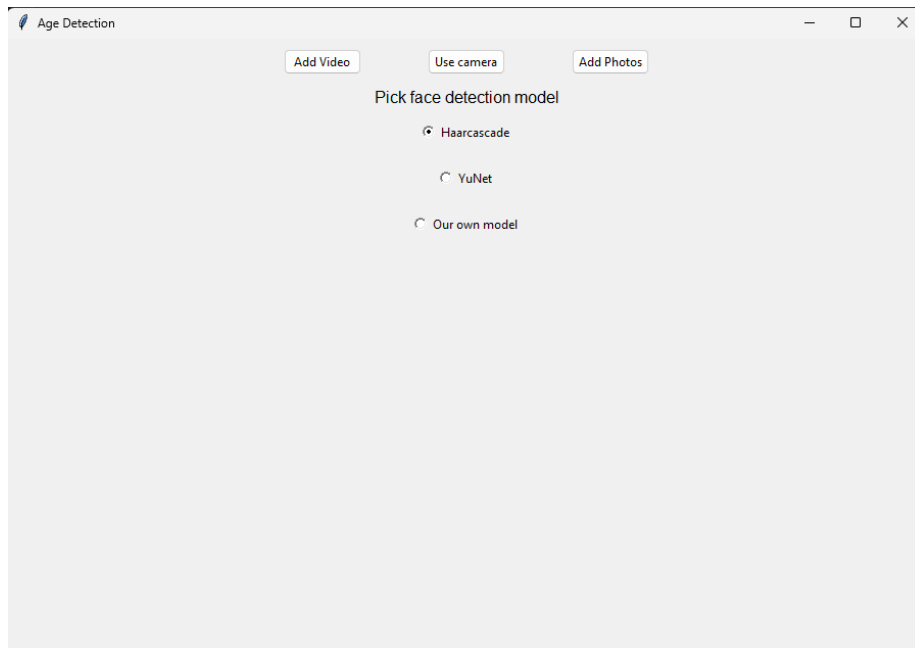 Age Detection
Add Video Use camera Add Photos
Pick face detection model
Haarcascade
YuNet
Our own model